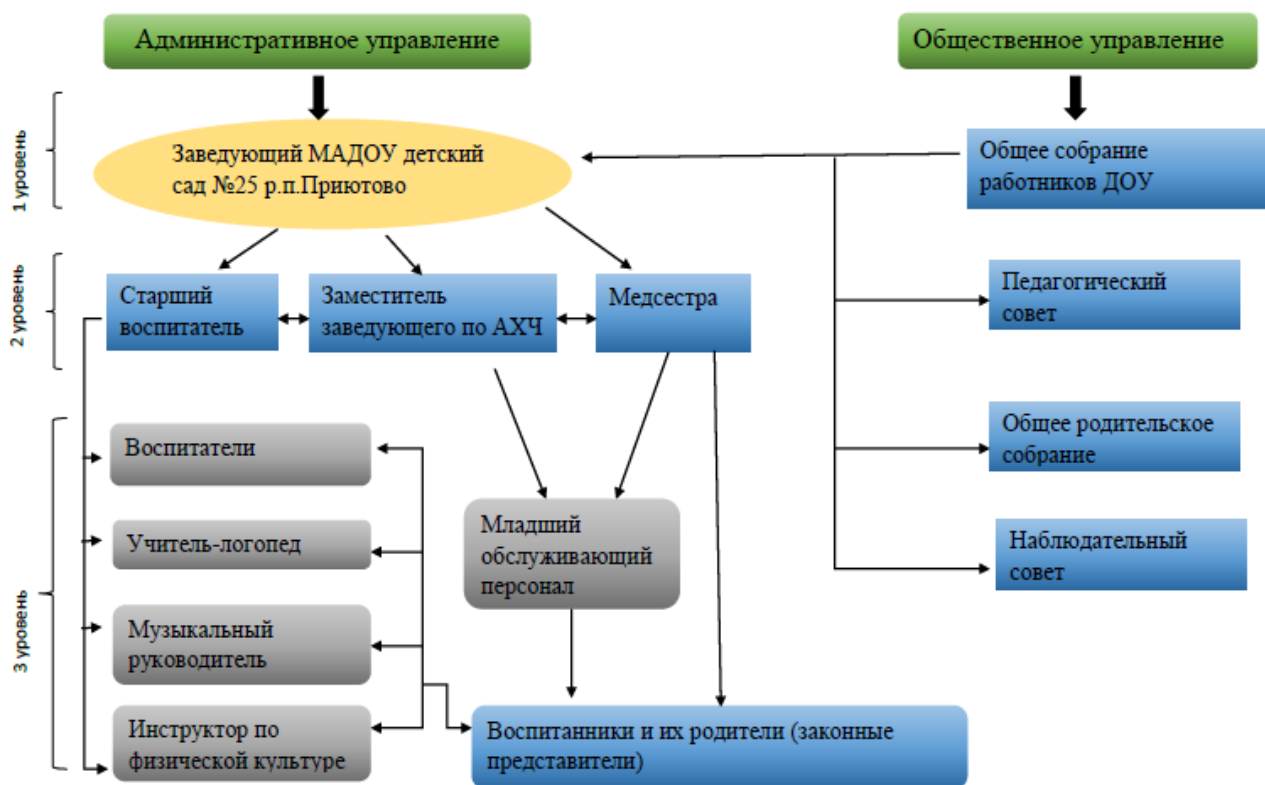 Административное управление
Общественное управление
1 уровень
Заведующий МАДОУ детский
сад №25 р.п.Приютово
Общее собрание
работников ДОУ
2 уровень
Старший
воспитатель
Заместитель
заведующего по АХЧ
Медсестра
Педагогический
совет
3 уровень
Воспитатели
Учитель-логопед
Музыкальный
руководитель
Инструктор по
физической культуре
Младший
обслуживающий
персонал
Общее родительское
собрание
Наблюдательный
совет
Воспитанники и их родители (законные
представители)